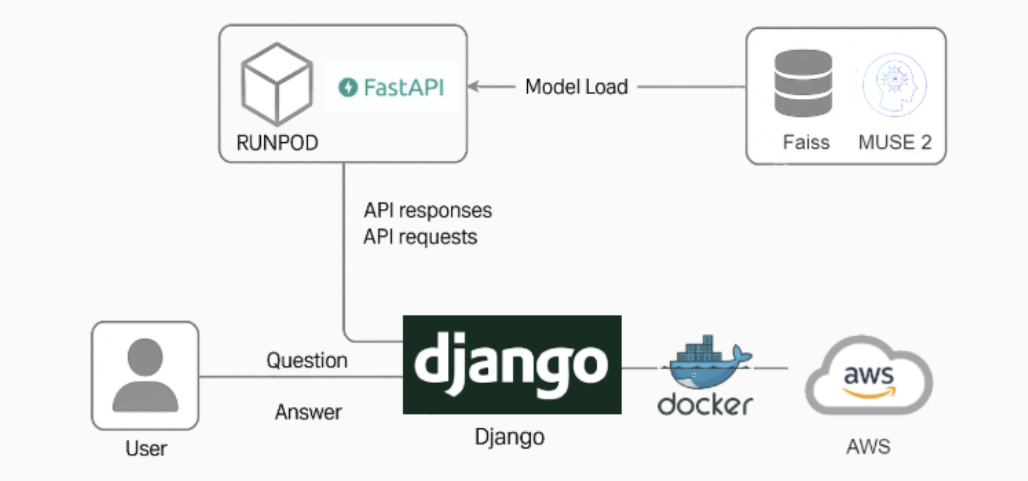 FastAPI
RUNPOD
Model Load
Faiss
MUSE 2
API responses
API requests
Question
Answer
User
django
Django
docker
aws
AWS